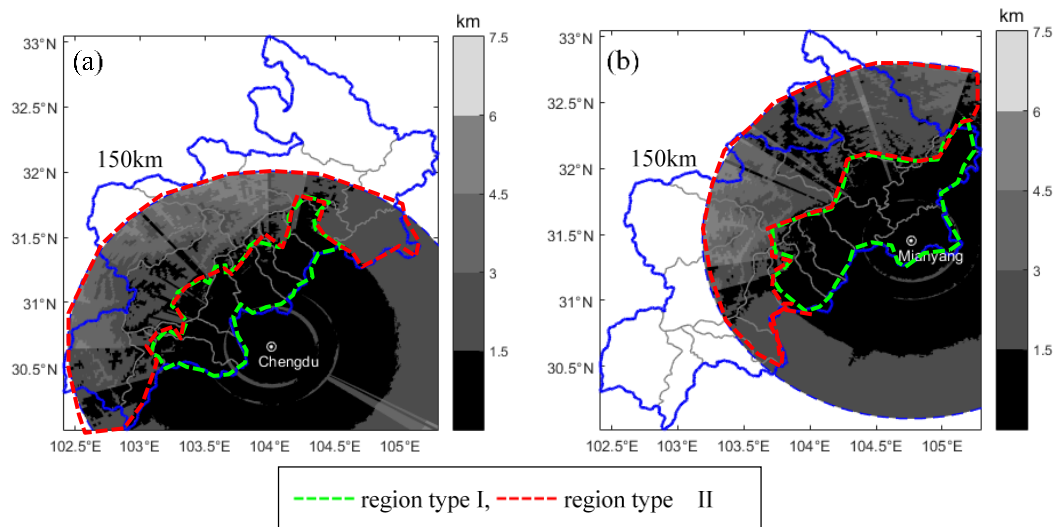 (a)
150km
Chengdu
33°N
32.5°N
32°N
31.5°N
31°N
30.5°N
102.5°E 103°E 103.5°E 104°E 104.5°E 105°E
km
7.5
6
4.5
3
1.5
(b)
150km
Mianyang
33°N
32.5°N
32°N
31.5°N
31°N
30.5°N
102.5°E 103°E 103.5°E 104°E 104.5°E 105°E
km
7.5
6
4.5
3
1.5
region type I, region type II